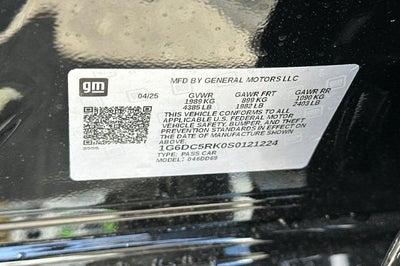 gm
MFD BY GENERAL MOTORS LLC
04/25 GVWR GAWR FRT GAWR RR
1989 KG 899 KG 1090 KG
4385 LB 1982 LB 2403 LB
THIS VEHICLE CONFORMS TO ALL
APPLICABLE U.S. FEDERAL MOTOR
VEHICLE SAFETY, BUMPER, AND THEFT
PREVENTION STANDARDS IN EFFECT ON THE
DATE OF MANUFACTURE SHOWN
ABOVE.
1G6DC5RK0S0121224
TYPE: PASS CAR
MODEL: 046DD69